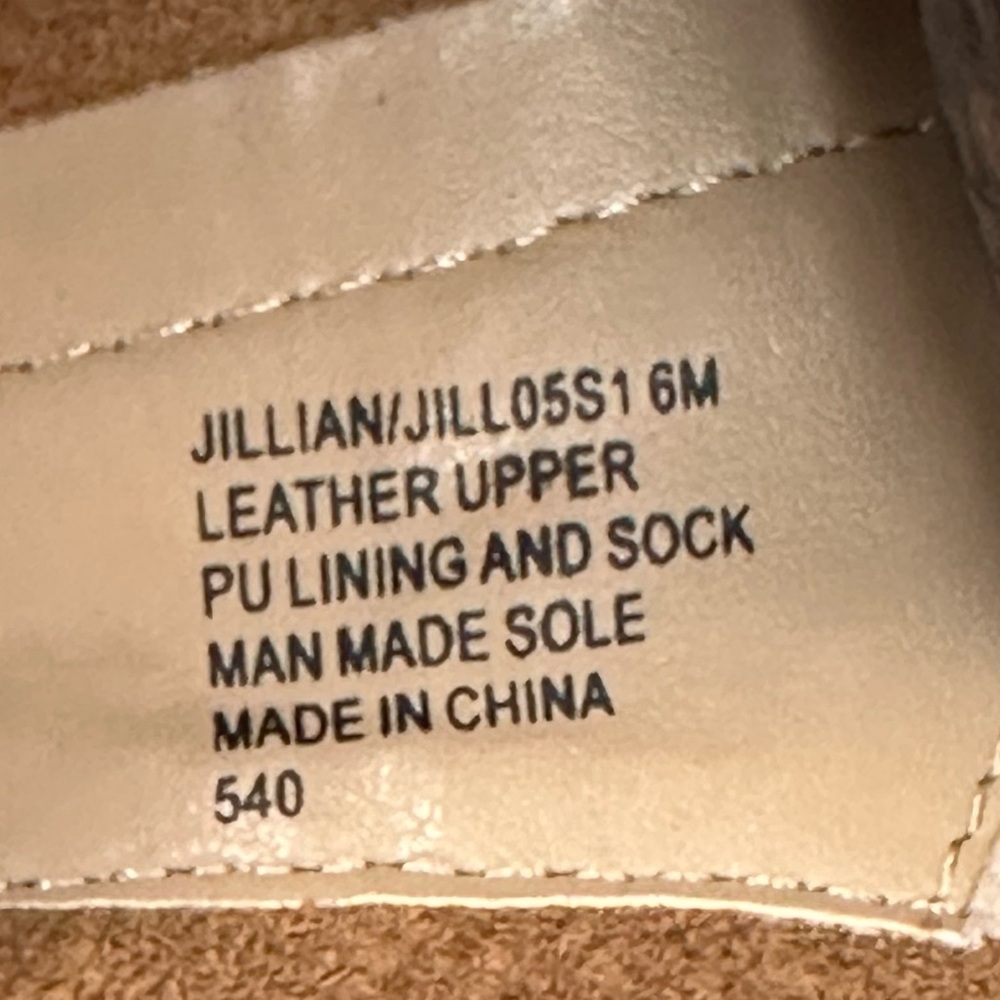 JILLIAN/JILL05S1 6M
LEATHER UPPER
PU LINING AND SOCK
MAN MADE SOLE
MADE IN CHINA
540